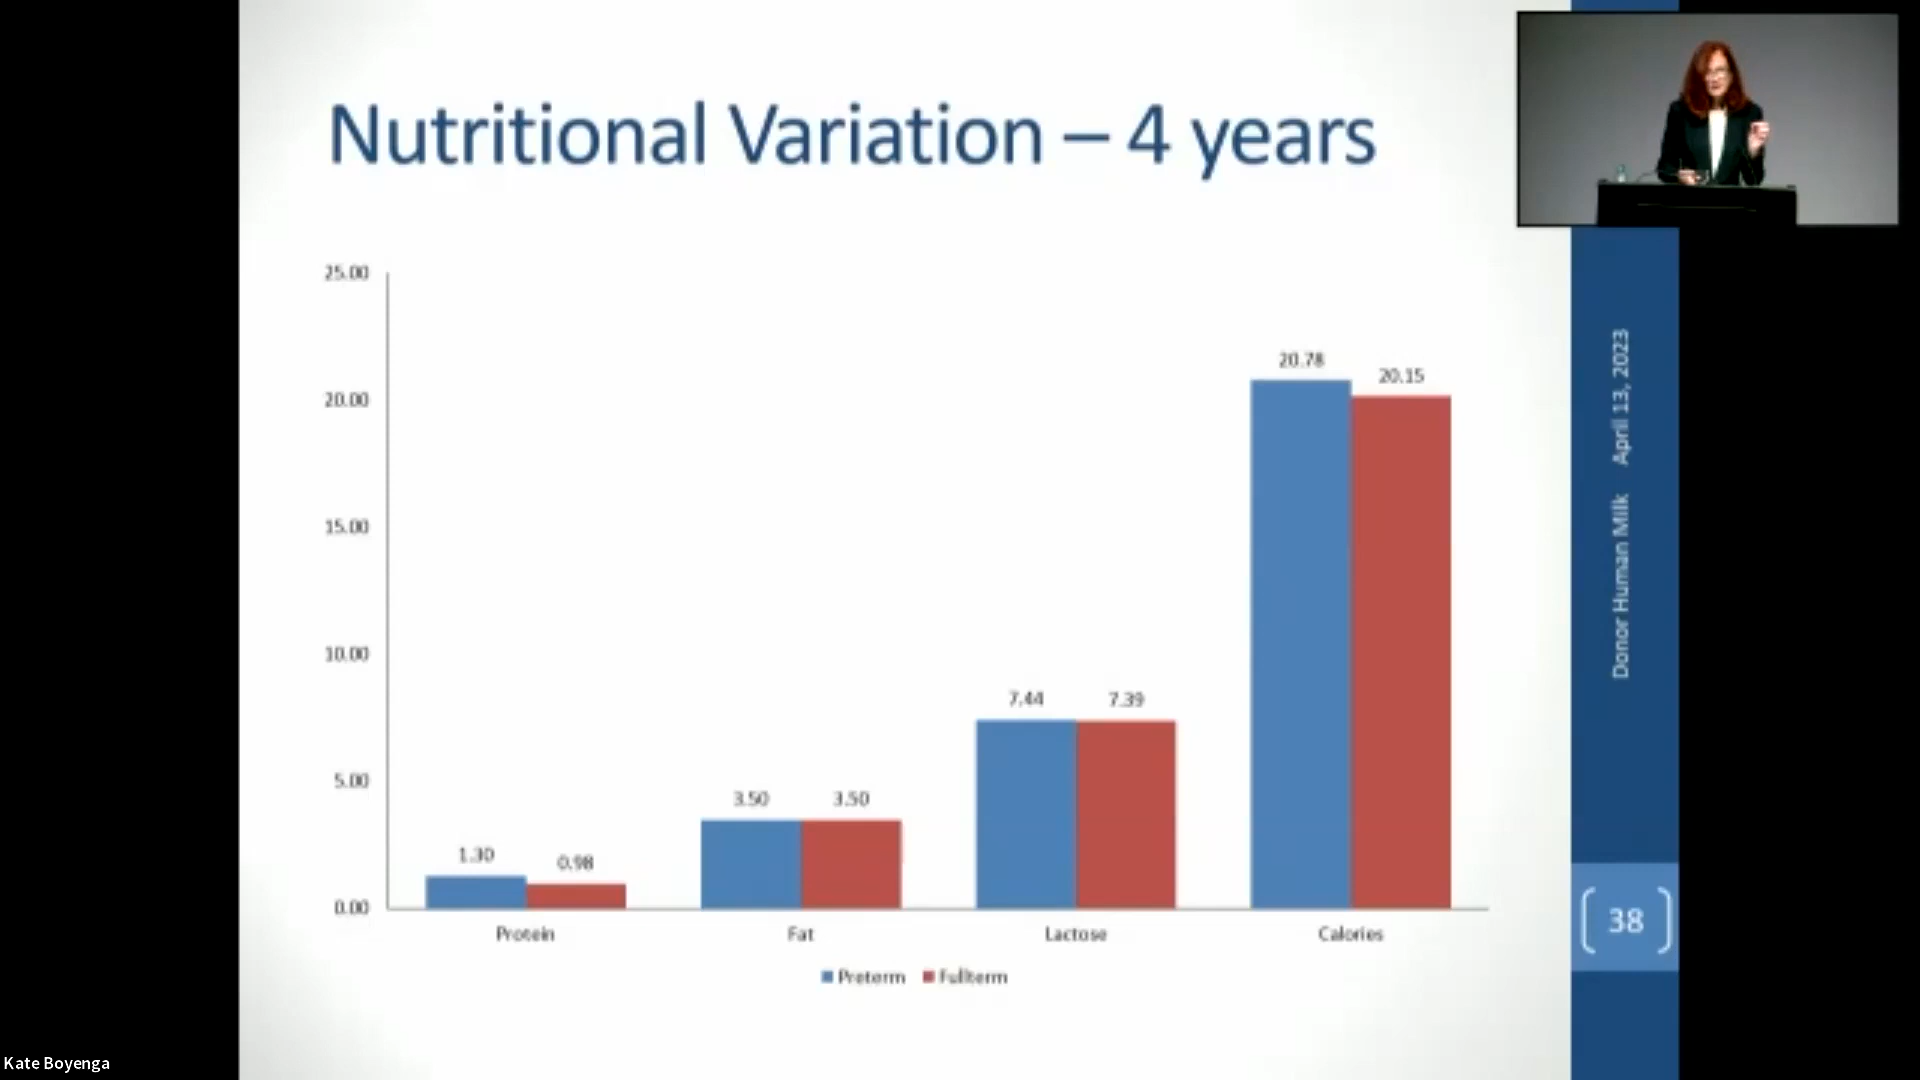 Nutritional Variation – 4 years
25.00
20.00
15.00
10.00
5.00
0.00
1.30
0.98
3.50
3.50
7.44
7.39
20.78
20.15
Protein
Fat
Lactose
Calories
Preterm
Fullterm
Donor Human Milk April 13, 2023
38
Kate Boyenga